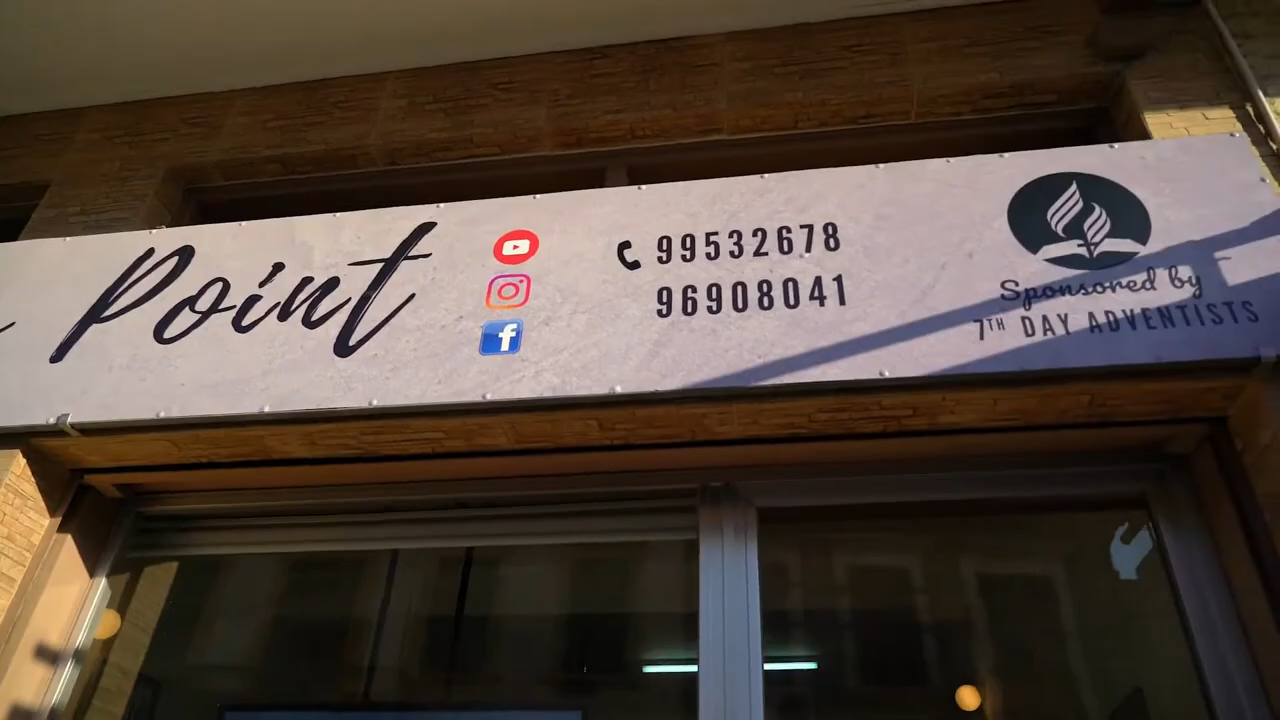 Point
99532678
96908041
Sponsored by
7TH DAY ADVENTISTS